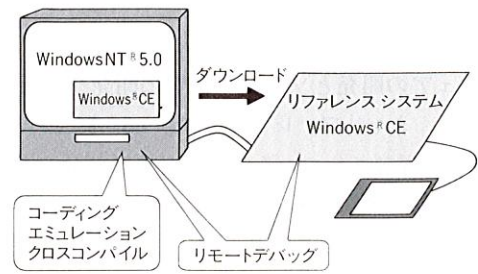 WindowsNT® 5.0
Windows®CE
ダウンロード
リファレンス システム
Windows®CE
コーディング
エミュレーション
クロスコンパイル
リモートデバッグ